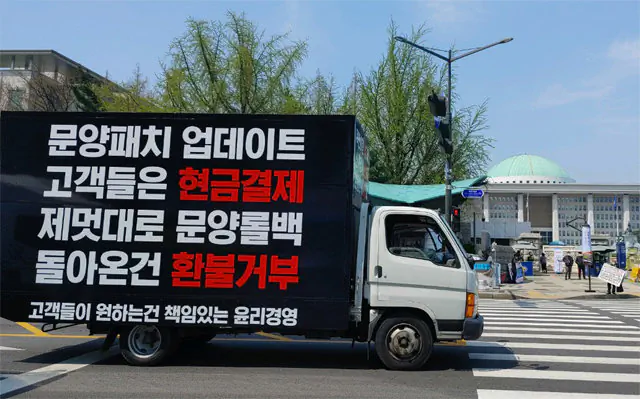 문양패치 업데이트
고객들은 현금결제
제멋대로 문양롤백
돌아온건 환불거부
고객들이 원하는건 책임있는 윤리경영